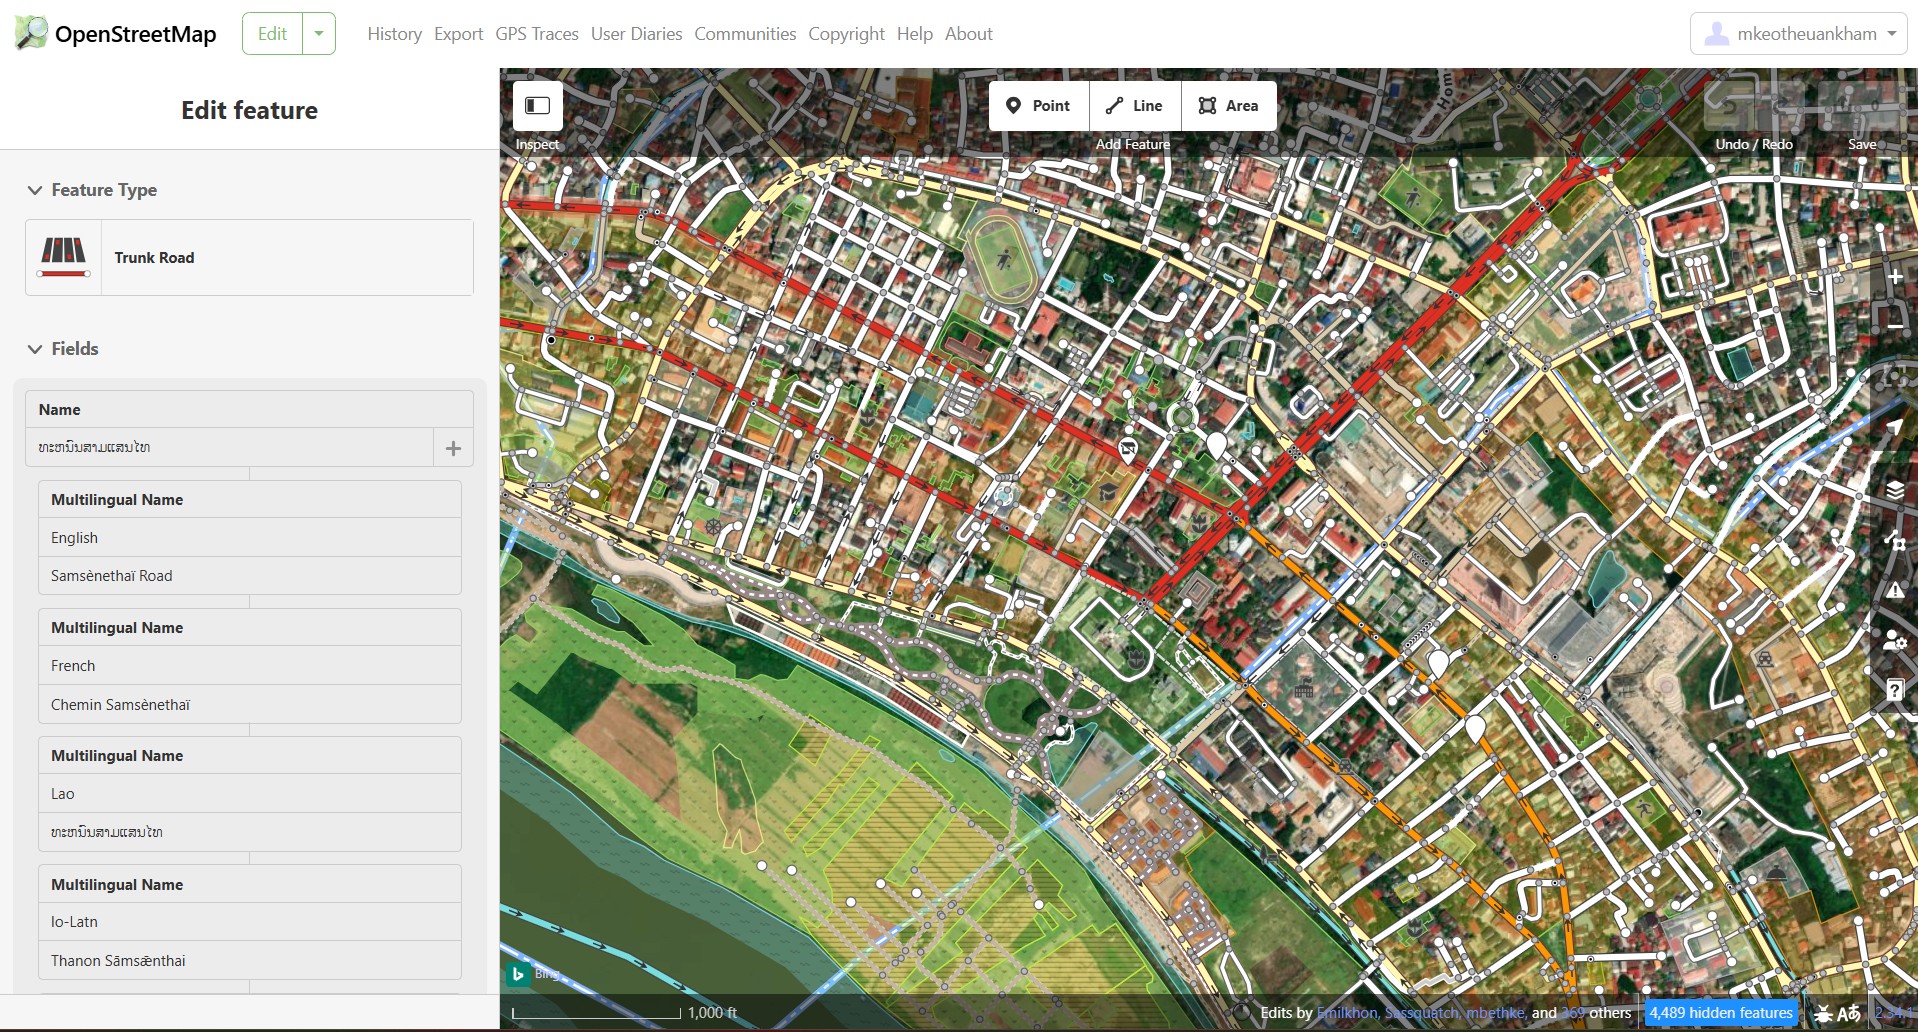 OpenStreetMap
Edit
History
Export
GPS Traces
User Diaries
Communities
Copyright
Help
About
mkeotheuankham
Edit feature
Feature Type
Trunk Road
Fields
Name
ທະຫນົນສາມແສນໄທ
Multilingual Name
English
Samsènethaï Road
Multilingual Name
French
Chemin Samsènethaï
Multilingual Name
Lao
ທະຫນົນສາມແສນໄທ
Multilingual Name
lo-Latn
Thanon Sāmsǣnthai
Inspect
Point
Line
Area
Add Feature
Undo / Redo
Save
Hom
Bing
1,000 ft
Edits by Emilkhon, Sassquatch, mbethke, and 369 others
4,489 hidden features
2.34.1